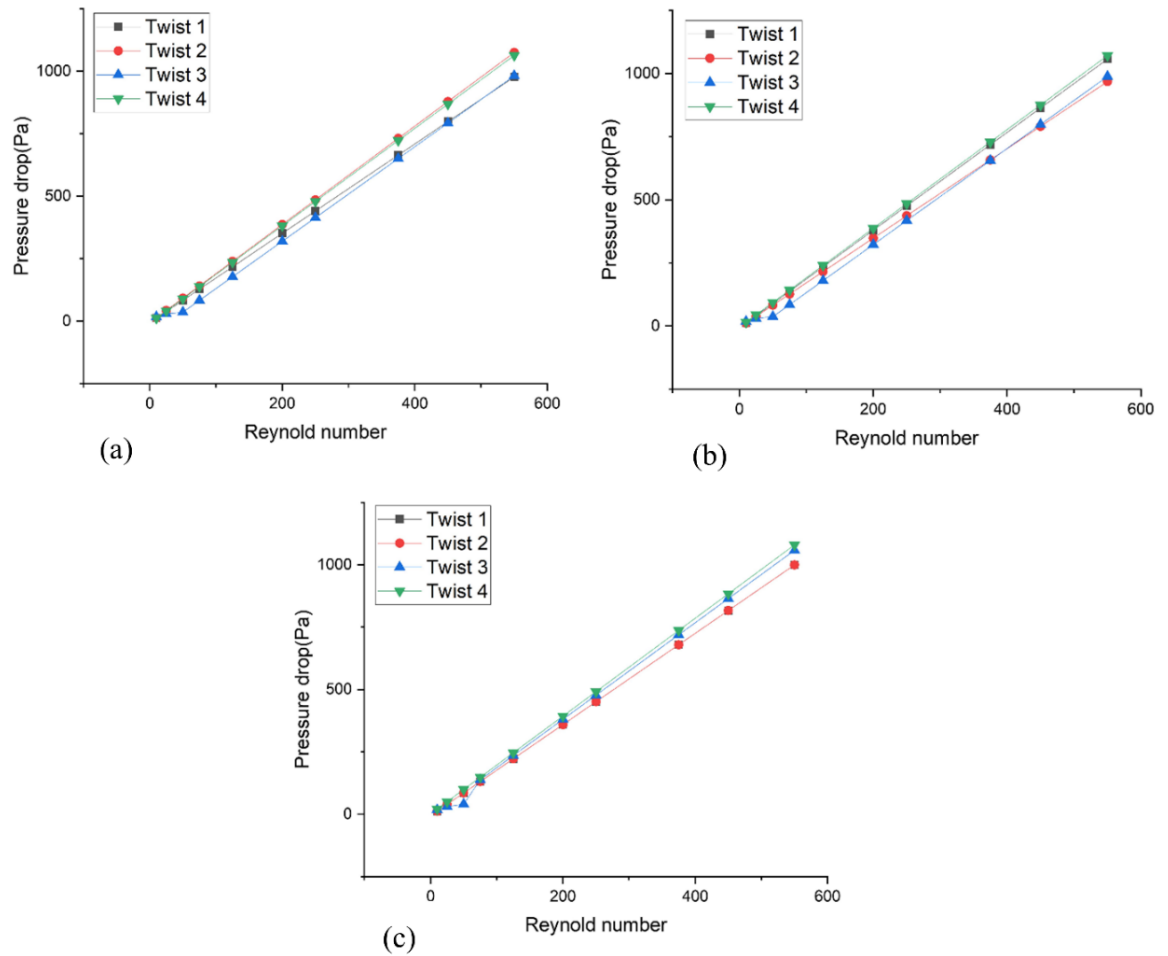 Twist 1
Twist 2
Twist 3
Twist 4
1000
500
0
Pressure drop(Pa)
0
200
400
600
Reynold number
(a)
Twist 1
Twist 2
Twist 3
Twist 4
1000
500
0
Pressure drop(Pa)
0
200
400
600
Reynold number
(b)
Twist 1
Twist 2
Twist 3
Twist 4
1000
500
0
Pressure drop(Pa)
0
200
400
600
Reynold number
(c)